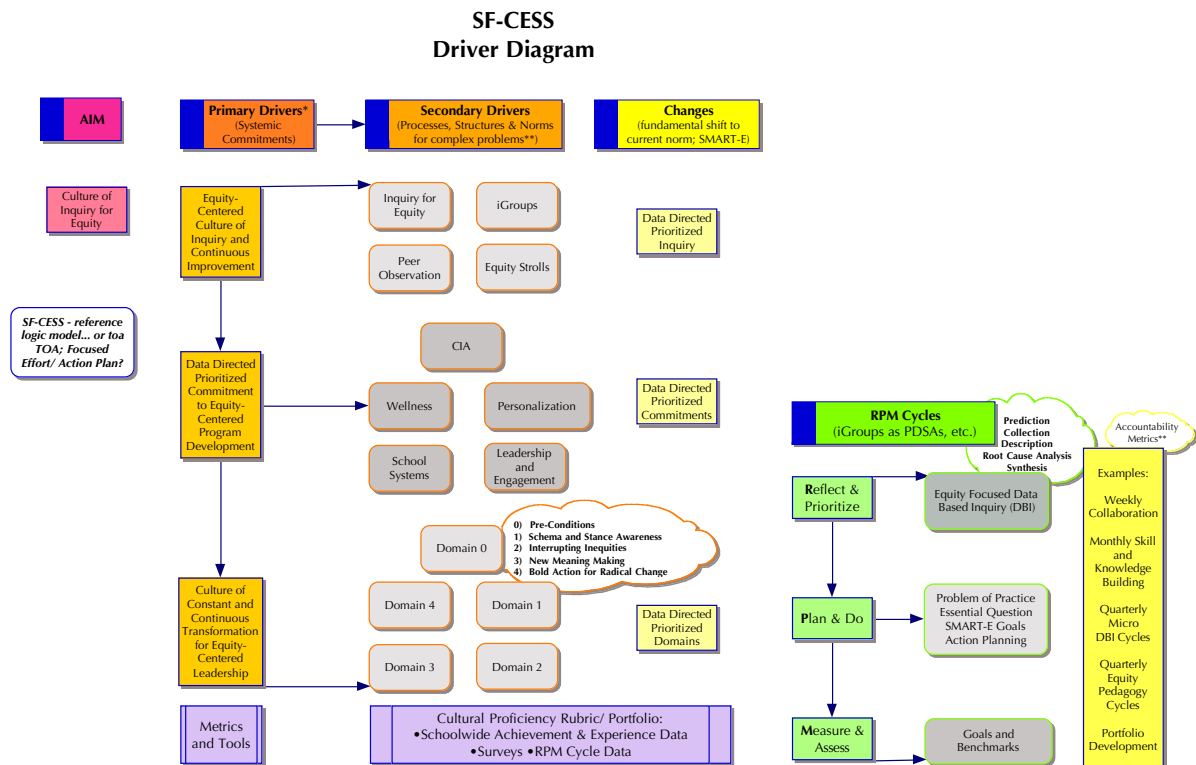 SF-CESS
Driver Diagram
AIM
Primary Drivers*
(Systemic
Commitments)
Secondary Drivers
(Processes, Structures & Norms
for complex problems**)
Changes
(fundamental shift to
current norm; SMART-E)
Culture of
Inquiry for
Equity
Equity-
Centered
Culture of
Inquiry and
Continuous
Improvement
Inquiry for
Equity
iGroups
Peer
Observation
Equity Strolls
Data Directed
Prioritized
Inquiry
SF-CESS - reference
logic model... or toa
TOA; Focused
Effort/ Action Plan?
Data Directed
Prioritized
Commitment
to Equity-
Centered
Program
Development
CIA
Wellness
Personalization
School
Systems
Leadership
and
Engagement
Data Directed
Prioritized
Commitments
Domain 0
0) Pre-Conditions
1) Schema and Stance Awareness
2) Interrupting Inequities
3) New Meaning Making
4) Bold Action for Radical Change
Culture of
Constant and
Continuous
Transformation
for Equity-
Centered
Leadership
Domain 4
Domain 1
Domain 3
Domain 2
Data Directed
Prioritized
Domains
Metrics
and Tools
Cultural Proficiency Rubric/ Portfolio:
•Schoolwide Achievement & Experience Data
•Surveys •RPM Cycle Data
RPM Cycles
(iGroups as PDSAs, etc.)
Prediction
Collection
Description
Root Cause Analysis
Synthesis
Accountability
Metrics**
Reflect &
Prioritize
Equity Focused Data
Based Inquiry (DBI)
Plan & Do
Problem of Practice
Essential Question
SMART-E Goals
Action Planning
Measure &
Assess
Goals and
Benchmarks
Examples:
Weekly
Collaboration
Monthly Skill
and
Knowledge
Building
Quarterly
Micro
DBI Cycles
Quarterly
Equity
Pedagogy
Cycles
Portfolio
Development